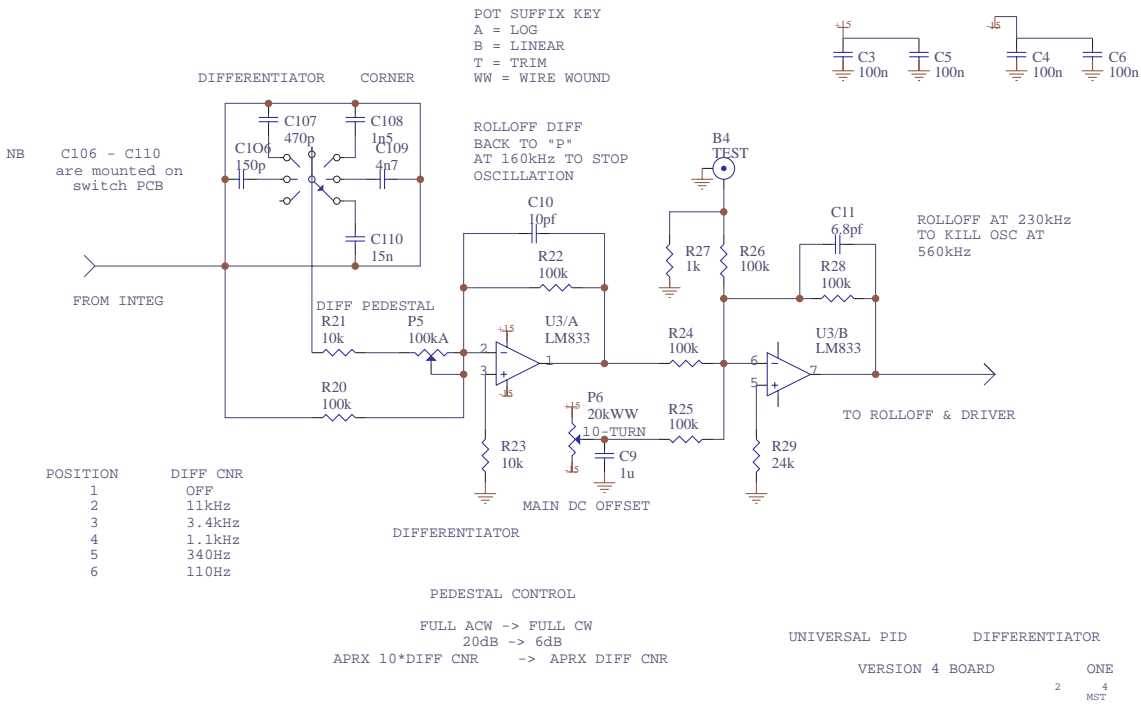 POT SUFFIX KEY
A = LOG
B = LINEAR
T = TRIM
WW = WIRE WOUND
+15
C3
100n
C5
100n
-15
C4
100n
C6
100n
DIFFERENTIATOR CORNER
C107
470p
C108
1n5
C1O6
150p
C109
4n7
C110
15n
NB C106 - C110
are mounted on
switch PCB
ROLLOFF DIFF
BACK TO "P"
AT 160kHz TO STOP
OSCILLATION
B4
TEST
C10
10pf
R22
100k
R27
1k
R26
100k
C11
6.8pf
R28
100k
ROLLOFF AT 230kHz
TO KILL OSC AT
560kHz
FROM INTEG
DIFF PEDESTAL
R21
10k
P5
100kA
+15
U3/A
LM833
2
3
1
-15
R24
100k
U3/B
LM833
6
5
7
R20
100k
P6
20kWW
10-TURN
+15
-15
R25
100k
C9
1u
R23
10k
R29
24k
TO ROLLOFF & DRIVER
MAIN DC OFFSET
DIFFERENTIATOR
POSITION DIFF CNR
1 OFF
2 11kHz
3 3.4kHz
4 1.1kHz
5 340Hz
6 110Hz
PEDESTAL CONTROL
FULL ACW -> FULL CW
20dB -> 6dB
APRX 10*DIFF CNR -> APRX DIFF CNR
UNIVERSAL PID DIFFERENTIATOR
VERSION 4 BOARD ONE
2 4
MST